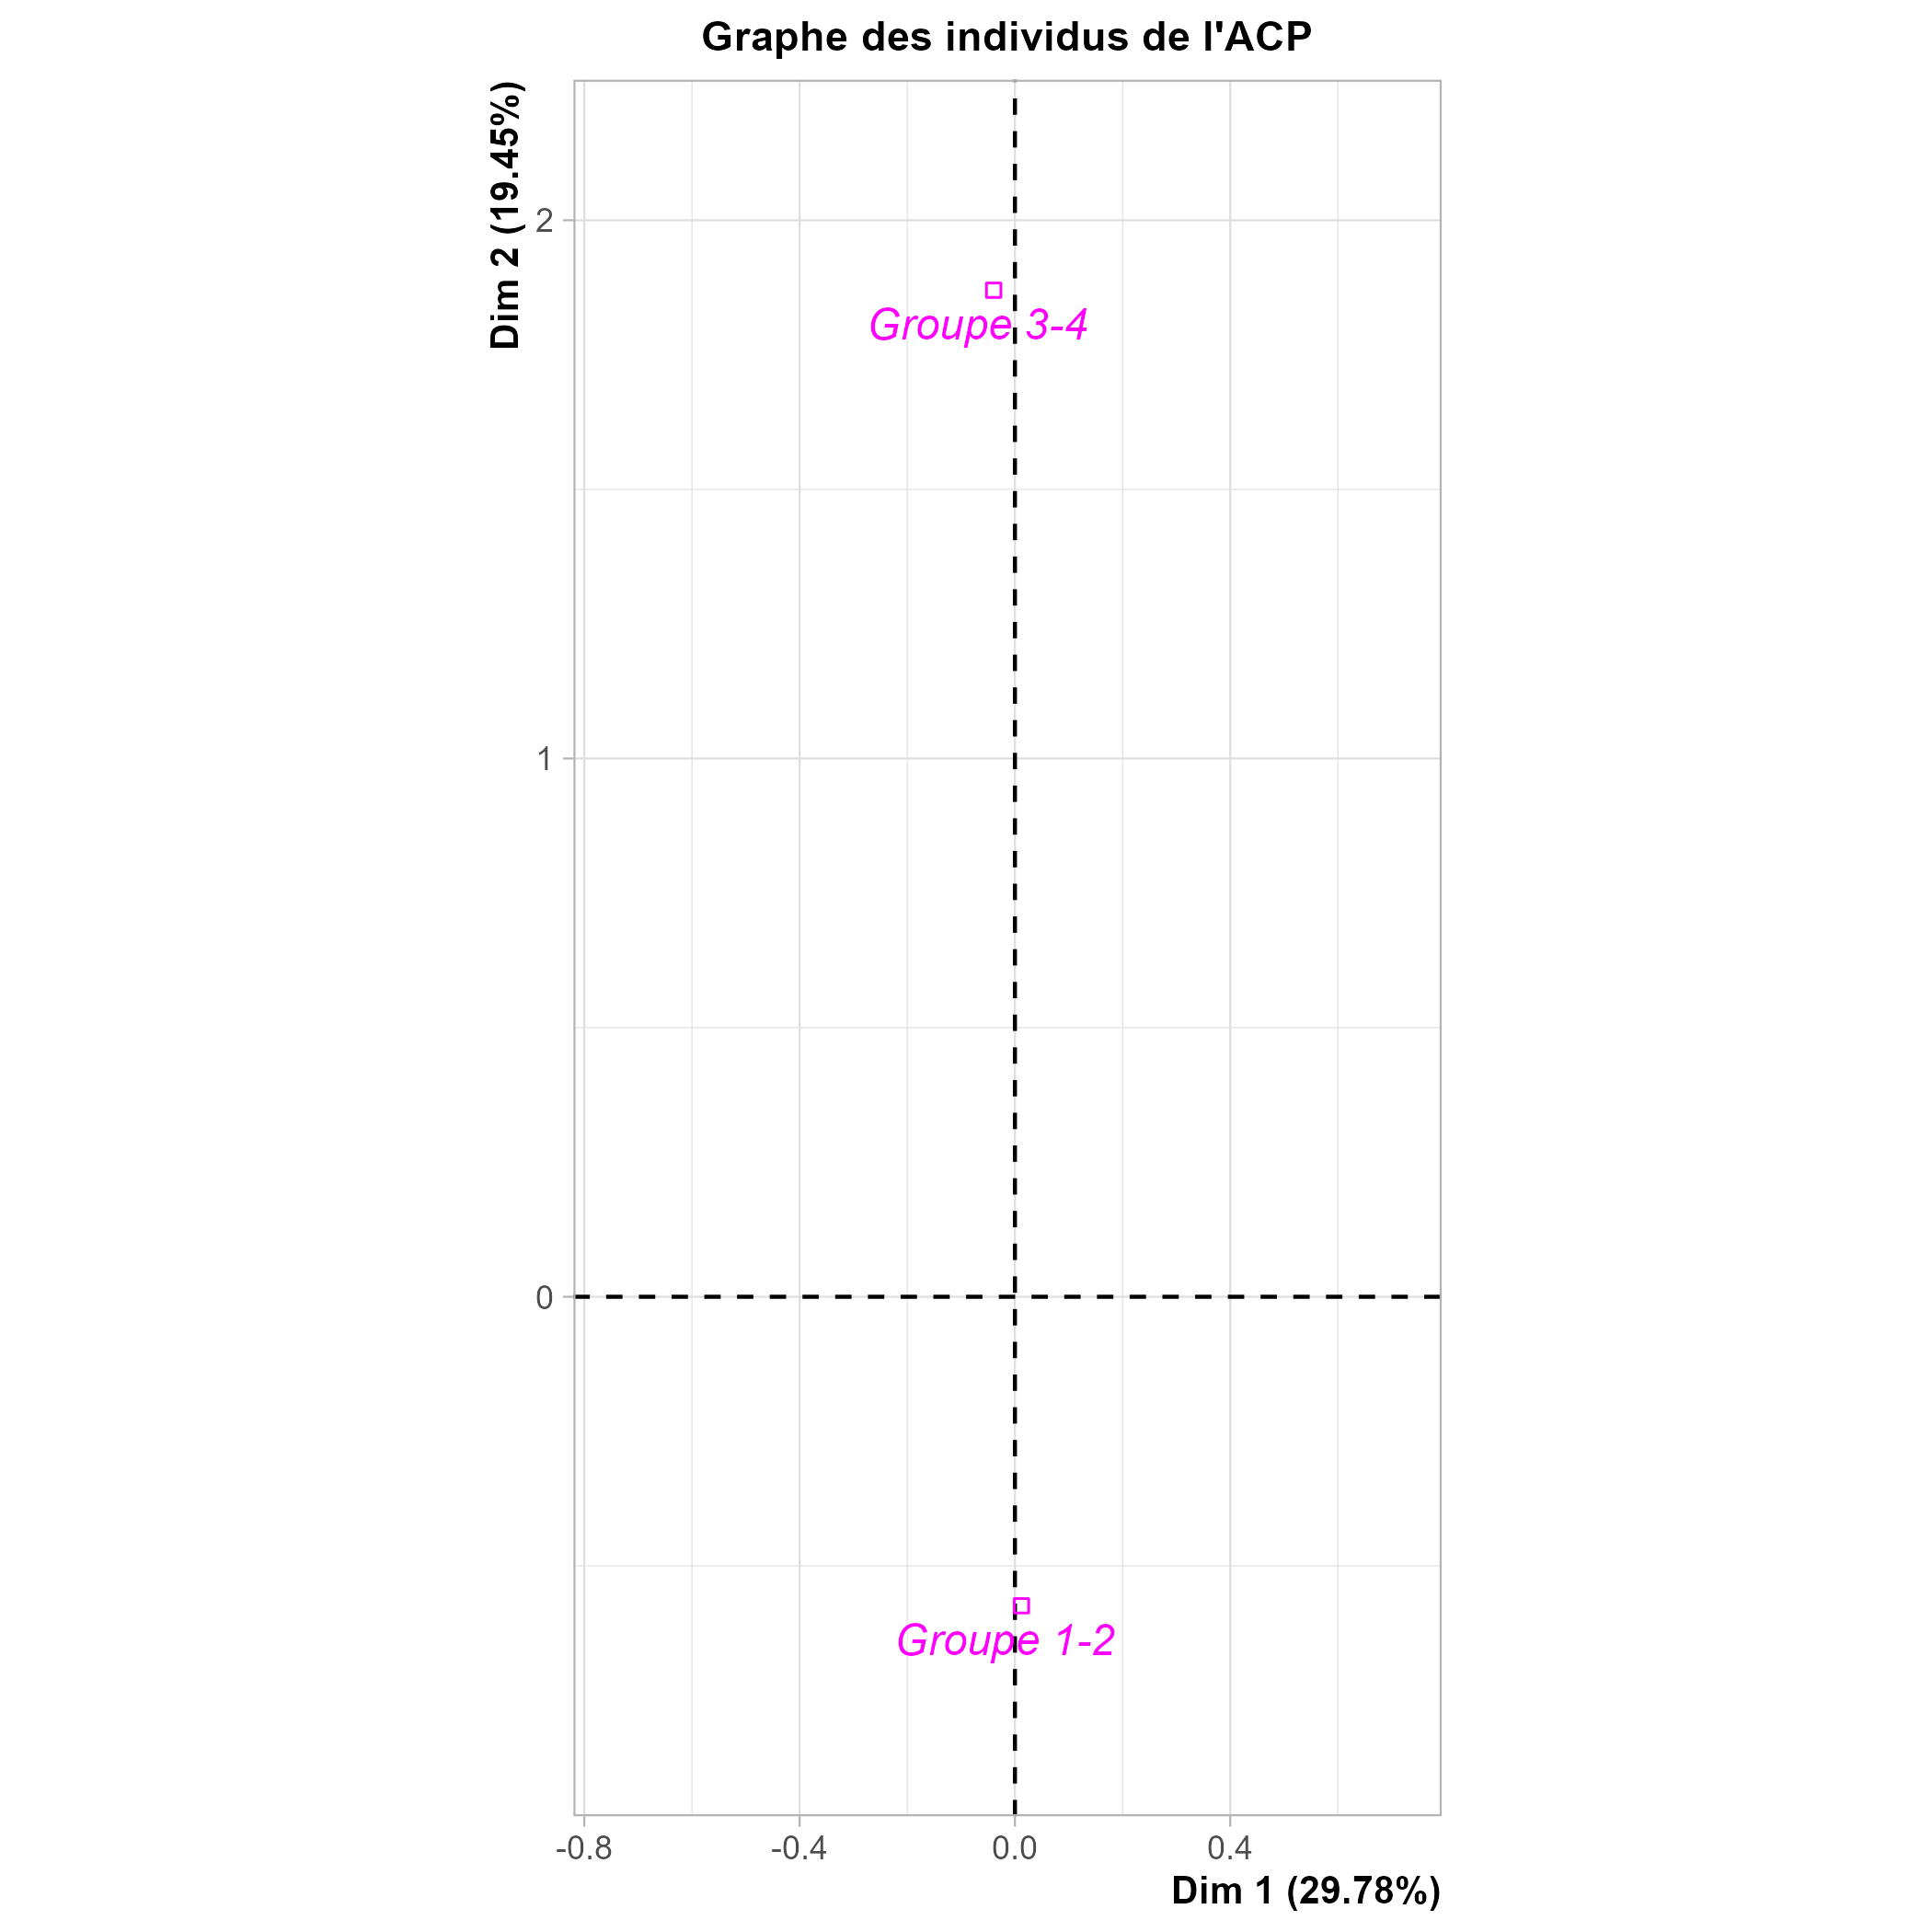 Graphe des individus de l'ACP
Dim 2 (19.45%)
2
Groupe 3-4
1
0
Groupe 1-2
-0.8 -0.4 0.0 0.4
Dim 1 (29.78%)